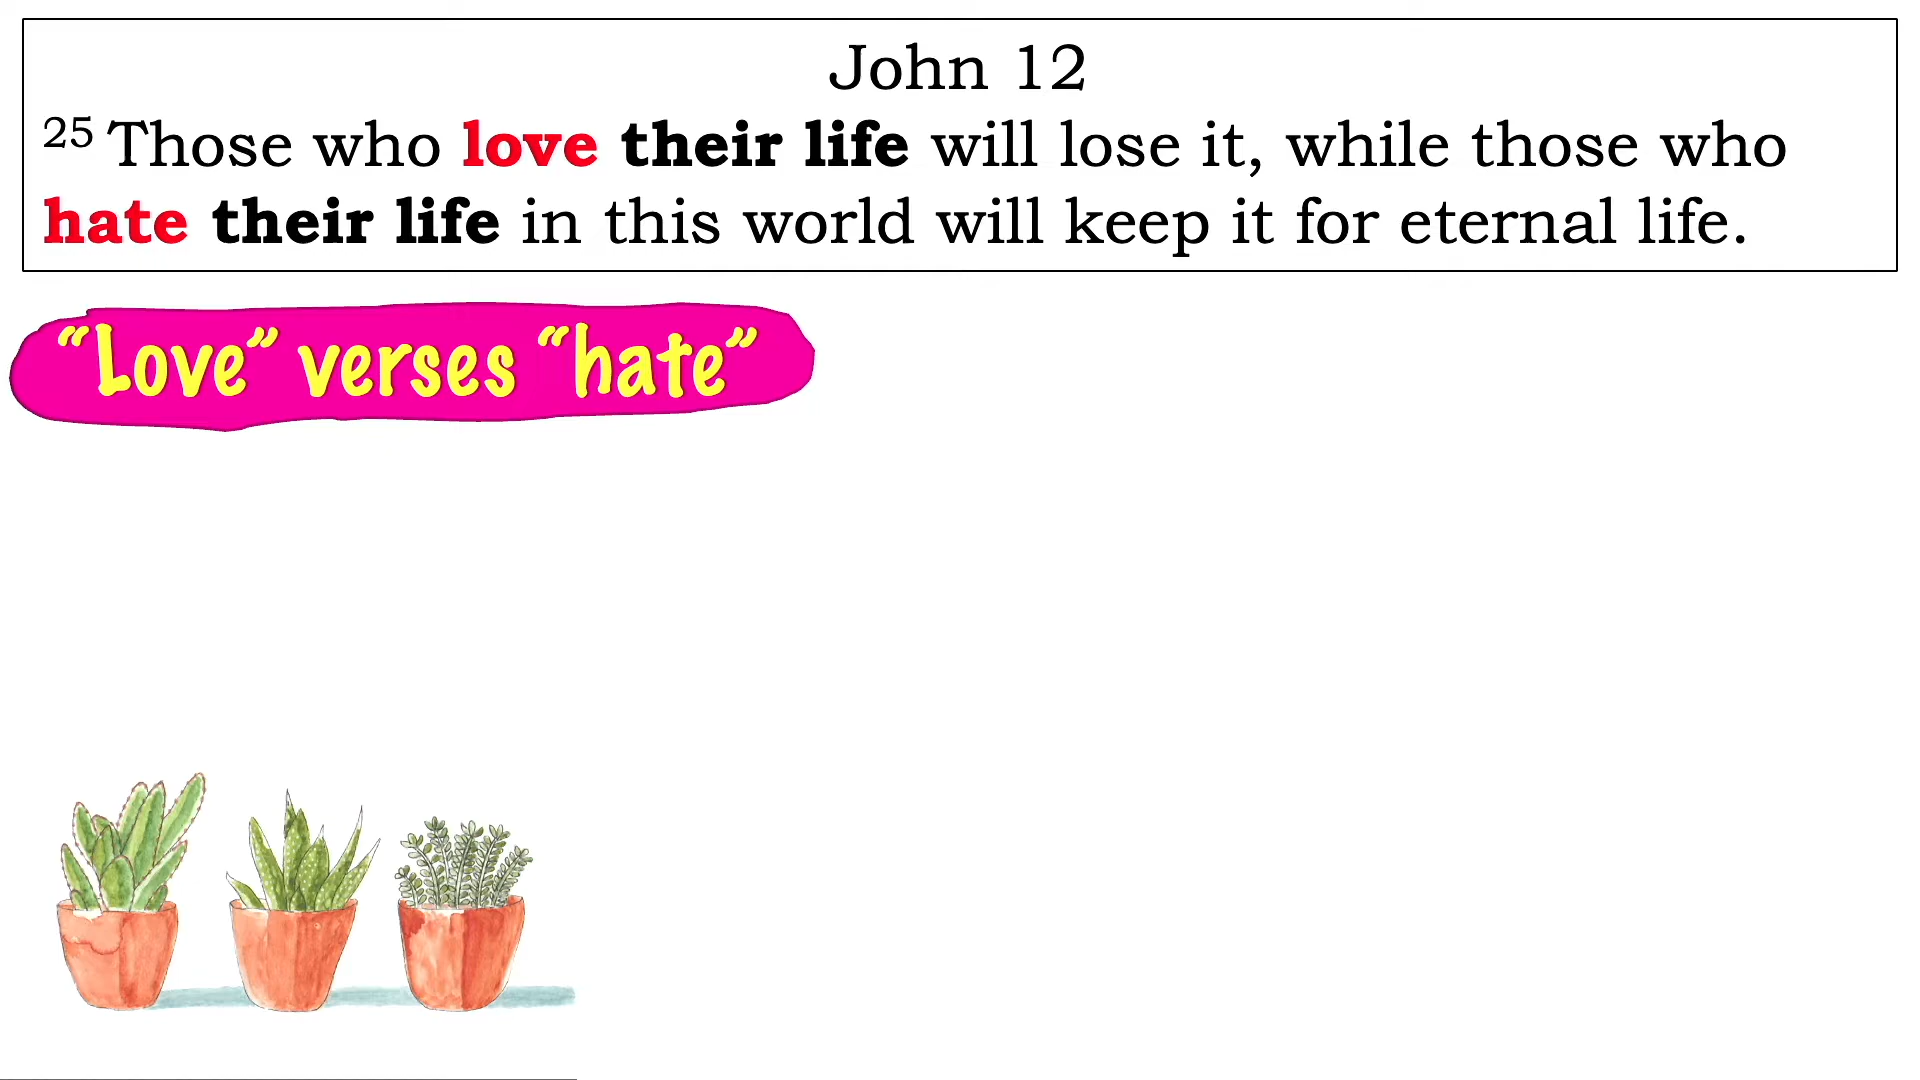 John 12
25 Those who love their life will lose it, while those who
hate their life in this world will keep it for eternal life.
“Love” verses “hate”